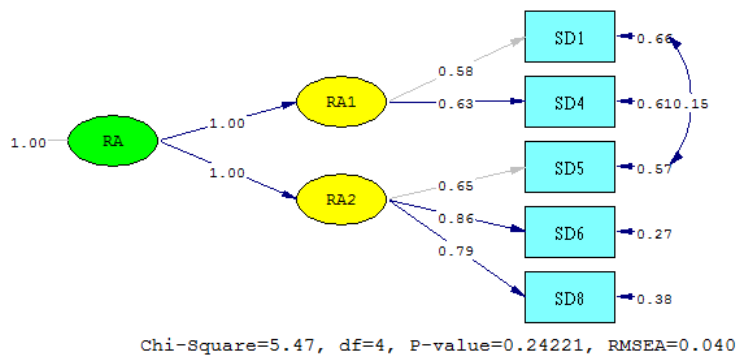 SD1
0.66
0.58
RA1
0.63
SD4
0.61
0.15
1.00
RA
1.00
1.00
RA2
0.65
SD5
0.57
0.86
SD6
0.27
0.79
SD8
0.38
Chi-Square=5.47, df=4, P-value=0.24221, RMSEA=0.040